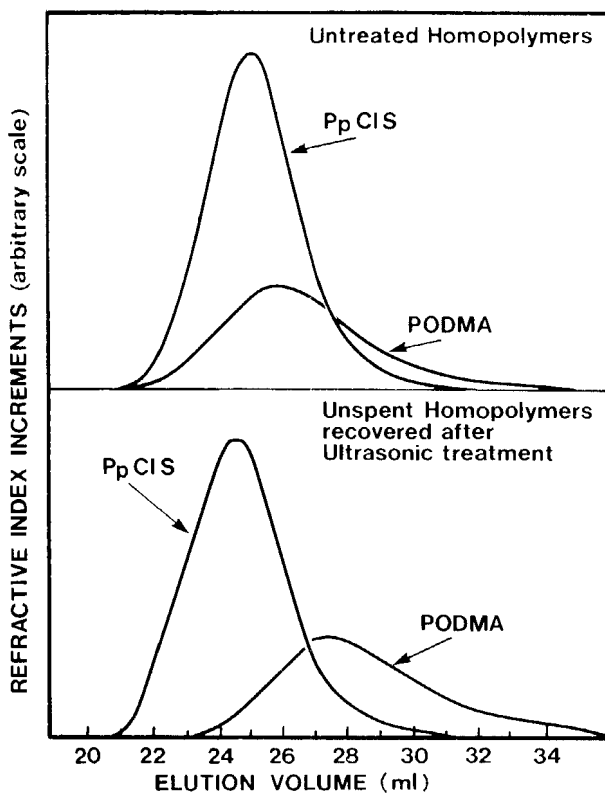 Untreated Homopolymers
PpClS
PODMA
Unspent Homopolymers
recovered after
Ultrasonic treatment
PpClS
PODMA
REFRACTIVE INDEX INCREMENTS (arbitrary scale)
20 22 24 26 28 30 32 34
ELUTION VOLUME (ml)